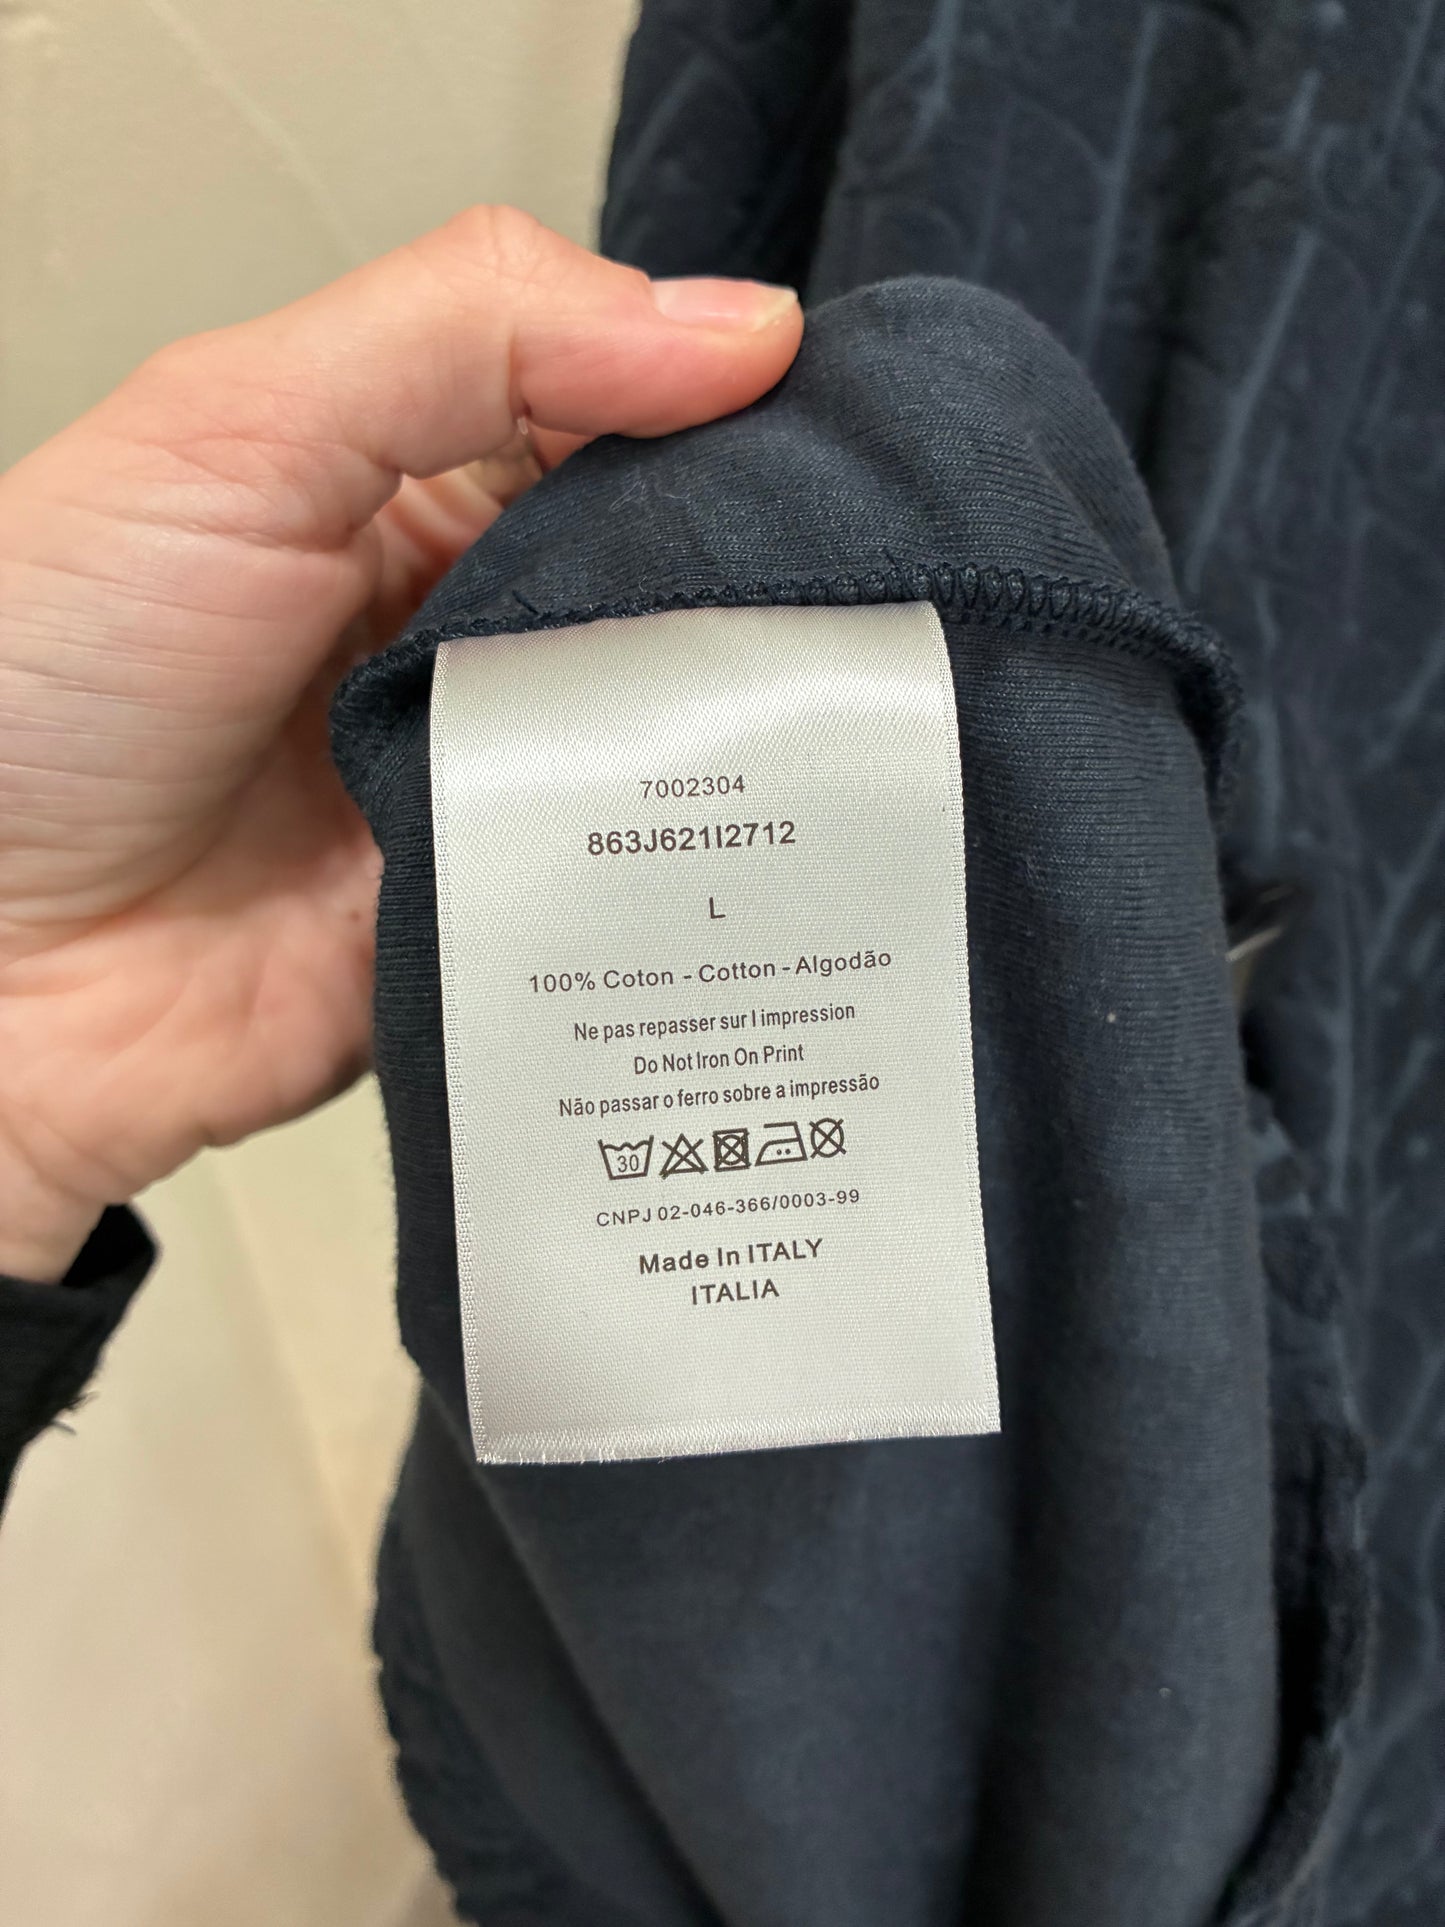 7002304
863J621I2712
L
100% Coton - Cotton - Algodão
Ne pas repasser sur l impression
Do Not Iron On Print
Não passar o ferro sobre a impressão
30
CNPJ 02-046-366/0003-99
Made In ITALY
ITALIA